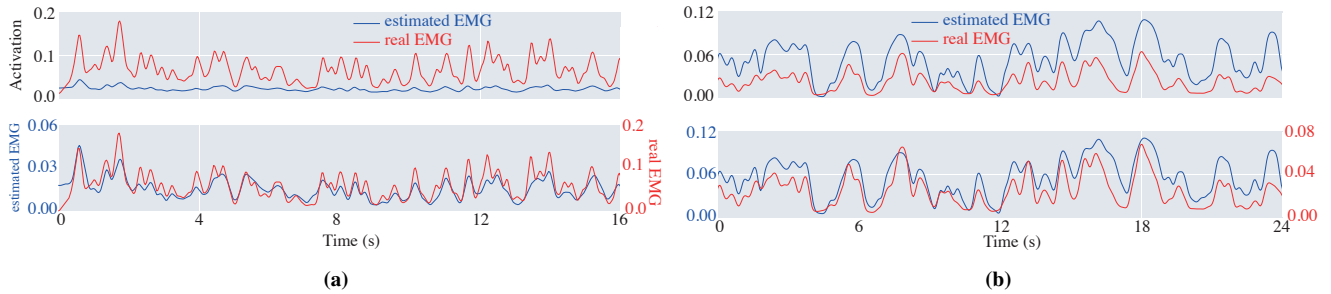 0.2
0.1
0.0
Activation
estimated EMG
real EMG
0.06
0.03
0.00
estimated EMG
0.2
0.1
0.0
real EMG
0 4 8 12 16
Time (s)
(a)
0.12
0.06
0.00
estimated EMG
real EMG
0.12
0.06
0.00
0.08
0.04
0.00
0 6 12 18 24
Time (s)
(b)